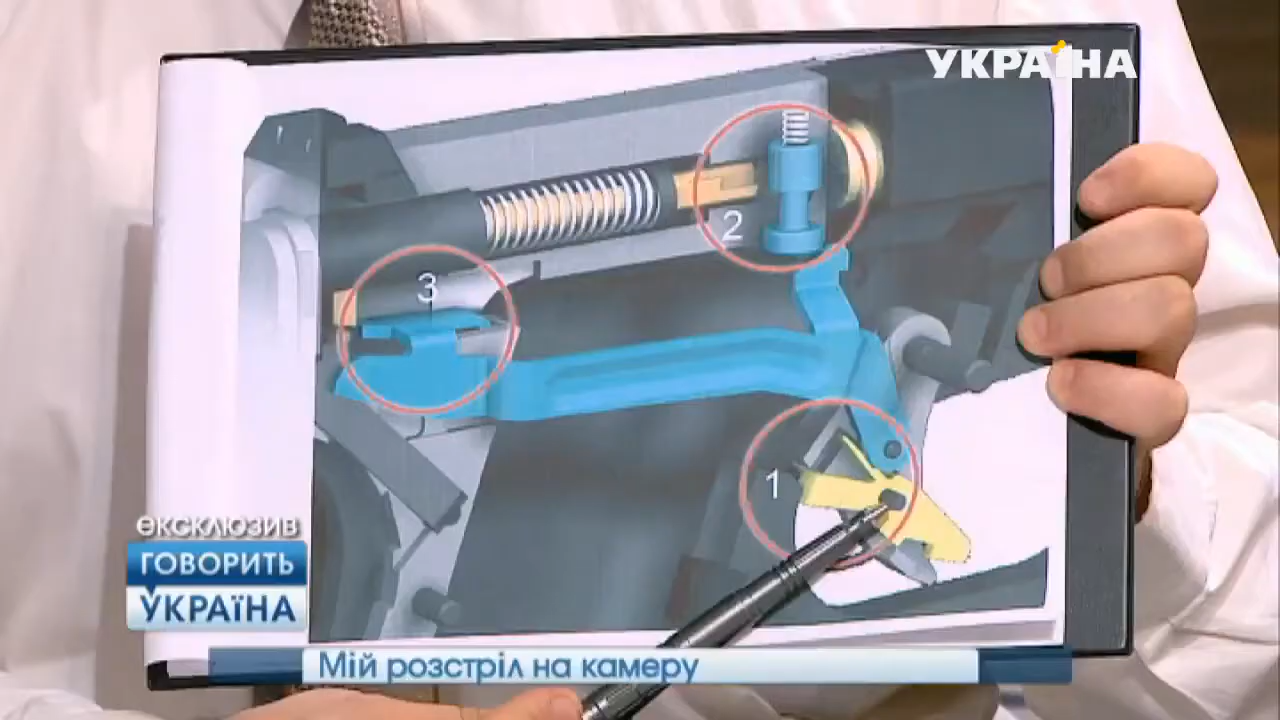 УКРАЇНА
2
3
1
ЕКСКЛЮЗИВ
ГОВОРИТЬ
УКРАЇНА
Мій розстріл на камеру